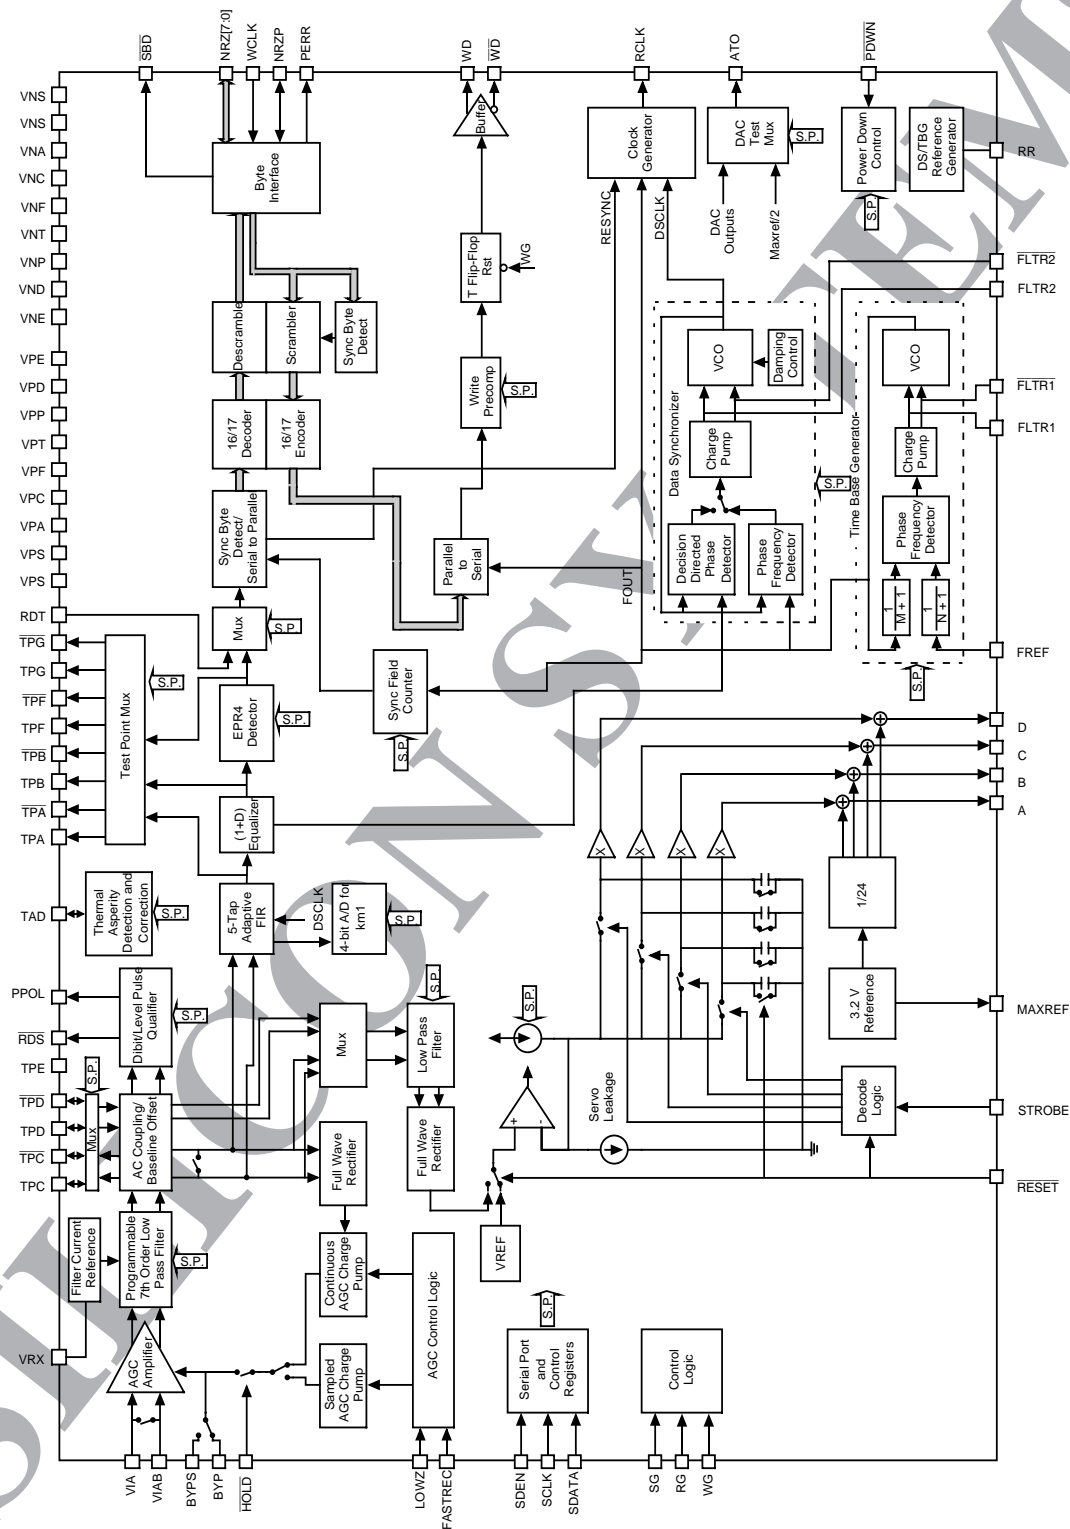 SBD
NRZ[7:0]
WCLK
NRZP
PERR
WD
WD
RCLK
ATO
PDWN
VNS
VNS
VNA
VNC
VNF
VNT
VNP
VND
VNE
VPE
VPD
VPP
VPT
VPF
VPC
VPA
VPS
VPS
RDT
TPG
TPG
TPF
TPF
TPB
TPB
TPA
TPA
TAD
PPOL
RDS
TPE
TPD
TPD
TPC
TPC
VRX
VIA
VIAB
BYPS
BYP
HOLD
LOWZ
FASTREC
SDEN
SCLK
SDATA
SG
RG
WG
RR
FLTR2
FLTR2
FLTR1
FLTR1
FREF
D
C
B
A
MAXREF
STROBE
RESET
Byte
Interface
Buffer
Clock
Generator
DAC
Test
Mux
S.P.
Power Down
Control
S.P.
DS/TBG
Reference
Generator
RESYNC
DSCLK
DAC
Outputs
Maxref/2
T Flip-Flop
Rst
WG
Descrambler
Scrambler
Sync Byte
Detect
16/17
Decoder
16/17
Encoder
Write
Precomp
S.P.
Sync Byte
Detect/
Serial to Parallel
Parallel
to
Serial
FOUT
Data Synchronizer
VCO
Damping
Control
Charge
Pump
Decision
Directed
Phase
Detector
Phase
Frequency
Detector
S.P.
Time Base Generator
VCO
Charge
Pump
Phase
Frequency
Detector
1
M + 1
1
N + 1
S.P.
Mux
S.P.
Test Point Mux
S.P.
EPR4
Detector
S.P.
Sync Field
Counter
S.P.
(1+D)
Equalizer
5-Tap
Adaptive
FIR
DSCLK
4-bit A/D for
km1
S.P.
Thermal
Asperity
Detection and
Correction
S.P.
Dibit/Level Pulse
Qualifier
S.P.
S.P.
Mux
AC Coupling/
Baseline Offset
Mux
Low Pass
Filter
S.P.
Full Wave
Rectifier
Full Wave
Rectifier
Filter Current
Reference
Programmable
7th Order Low
Pass Filter
S.P.
AGC
Amplifier
Continuous
AGC Charge
Pump
Sampled
AGC Charge
Pump
AGC Control Logic
VREF
+
-
S.P.
Servo
Leakage
X
X
X
X
+
+
+
+
1/24
3.2 V
Reference
Decode
Logic
Serial Port
and
Control
Registers
S.P.
Control
Logic
SILICON SYSTEM